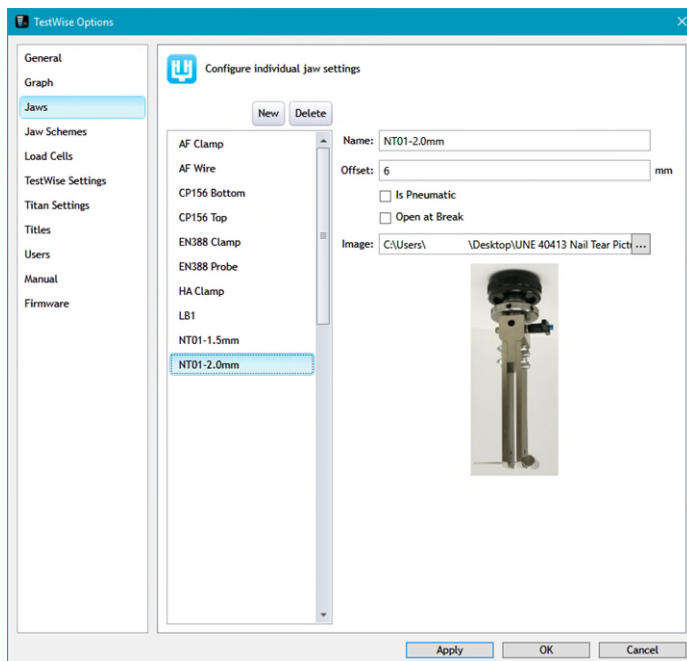 TestWise Options
General
Graph
Jaws
Jaw Schemes
Load Cells
TestWise Settings
Titan Settings
Titles
Users
Manual
Firmware
Configure individual jaw settings
New Delete
AF Clamp
AF Wire
CP156 Bottom
CP156 Top
EN388 Clamp
EN388 Probe
HA Clamp
LB1
NT01-1.5mm
NT01-2.0mm
Name: NT01-2.0mm
Offset: 6 mm
Is Pneumatic
Open at Break
Image: C:\Users\ \Desktop\UNE 40413 Nail Tear Pictu ...
Apply OK Cancel